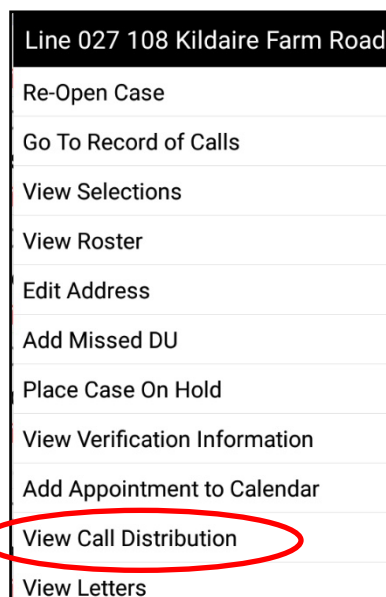 Line 027 108 Kildaire Farm Road
Re-Open Case
Go To Record of Calls
View Selections
View Roster
Edit Address
Add Missed DU
Place Case On Hold
View Verification Information
Add Appointment to Calendar
View Call Distribution
View Letters